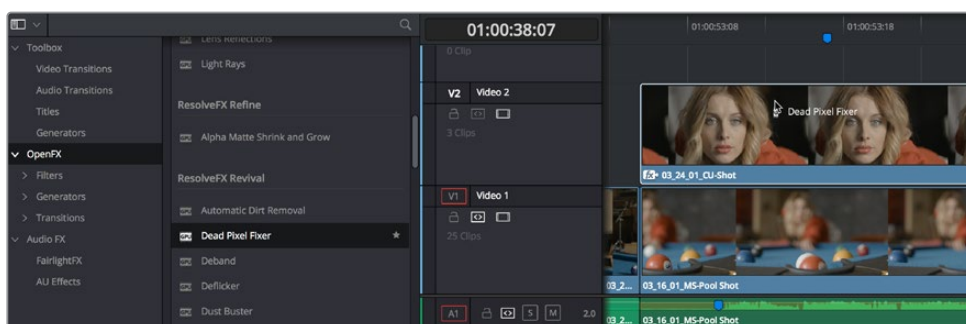 Toolbox
Video Transitions
Audio Transitions
Titles
Generators
OpenFX
Filters
Generators
Transitions
Audio FX
FairlightFX
AU Effects
Lens Reflections
Light Rays
ResolveFX Refine
Alpha Matte Shrink and Grow
ResolveFX Revival
Automatic Dirt Removal
Dead Pixel Fixer
Deband
Deflicker
Dust Buster
01:00:38:07
0 Clip
V2 Video 2
3 Clips
V1 Video 1
25 Clips
A1 S M 2.0
01:00:53:08 01:00:53:18
Dead Pixel Fixer
fx 03_24_01_CU-Shot
03_2... 03_16_01_MS-Pool Shot
03_2... 03_16_01_MS-Pool Shot